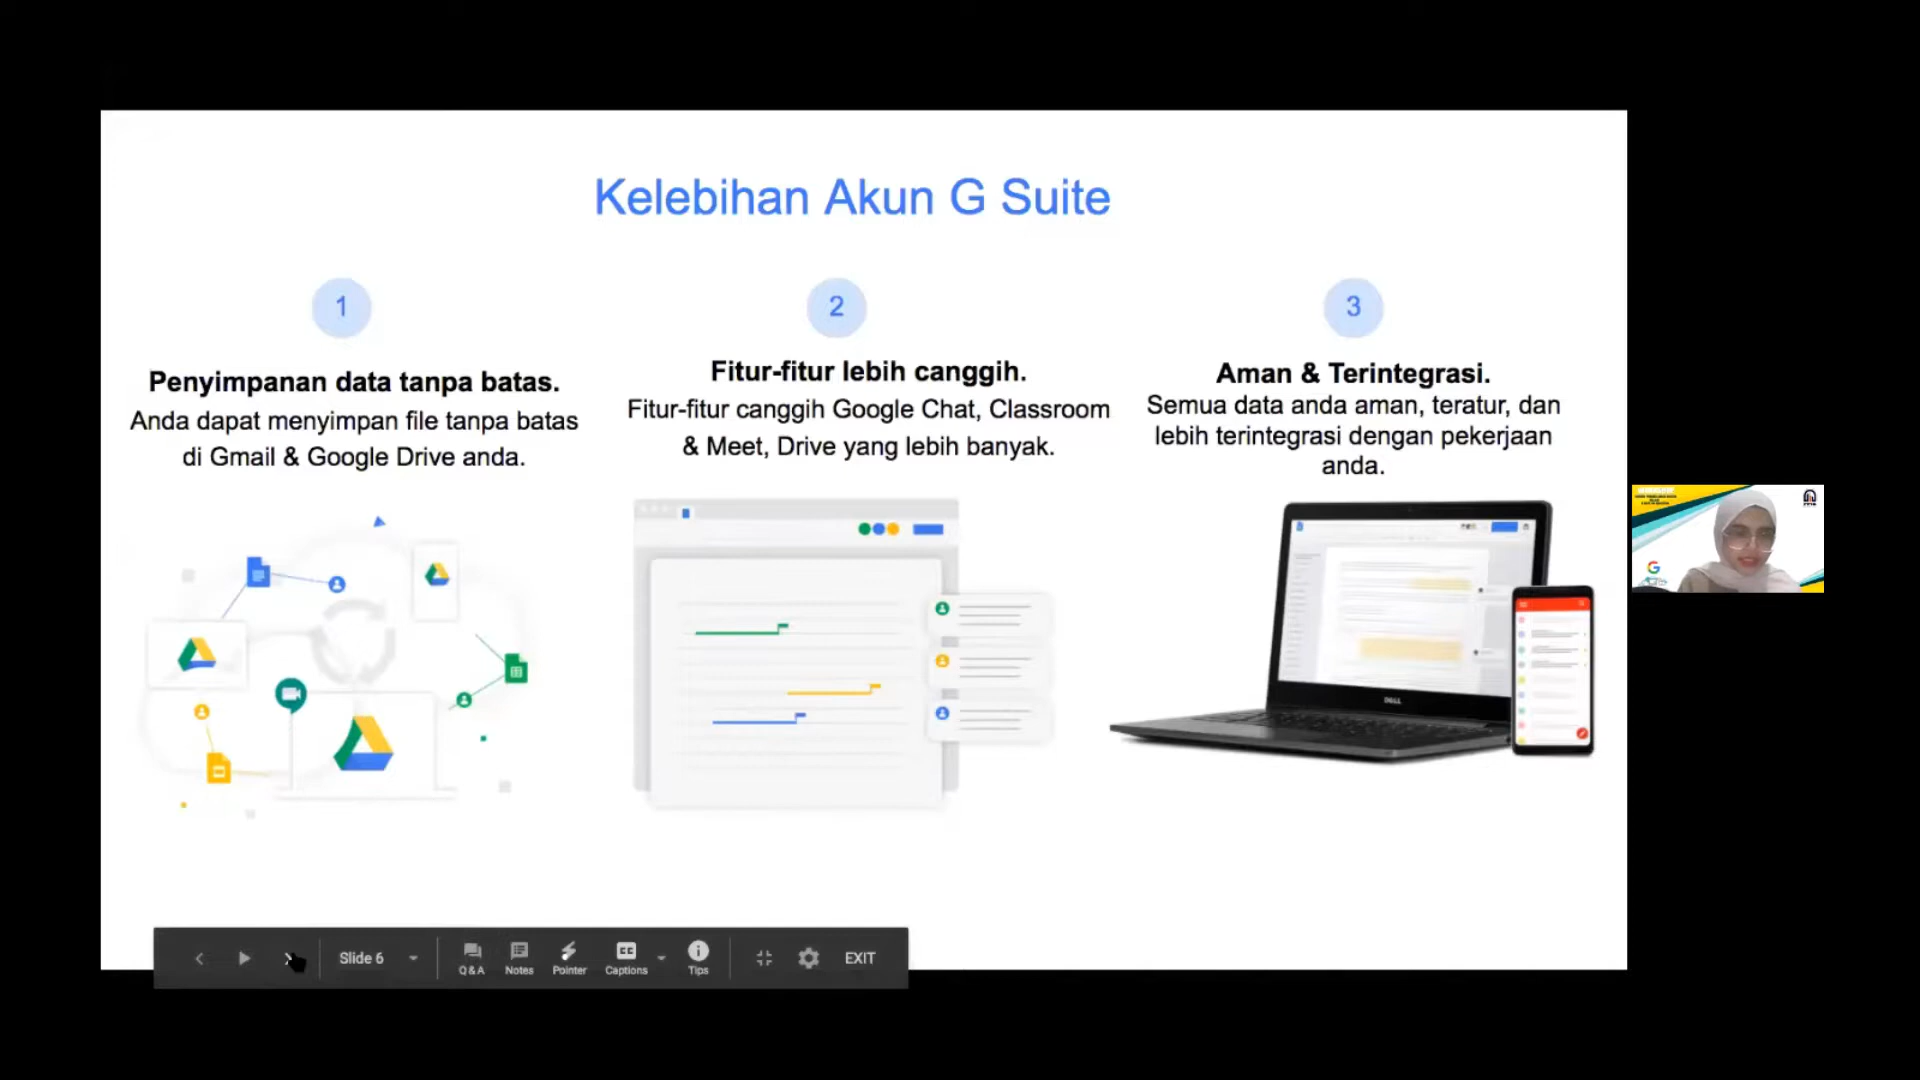 Kelebihan Akun G Suite
1
Penyimpanan data tanpa batas.
Anda dapat menyimpan file tanpa batas
di Gmail & Google Drive anda.
2
Fitur-fitur lebih canggih.
Fitur-fitur canggih Google Chat, Classroom
& Meet, Drive yang lebih banyak.
3
Aman & Terintegrasi.
Semua data anda aman, teratur, dan
lebih terintegrasi dengan pekerjaan
anda.
DELL
Slide 6
Q&A
Notes
Pointer
Captions
Tips
EXIT